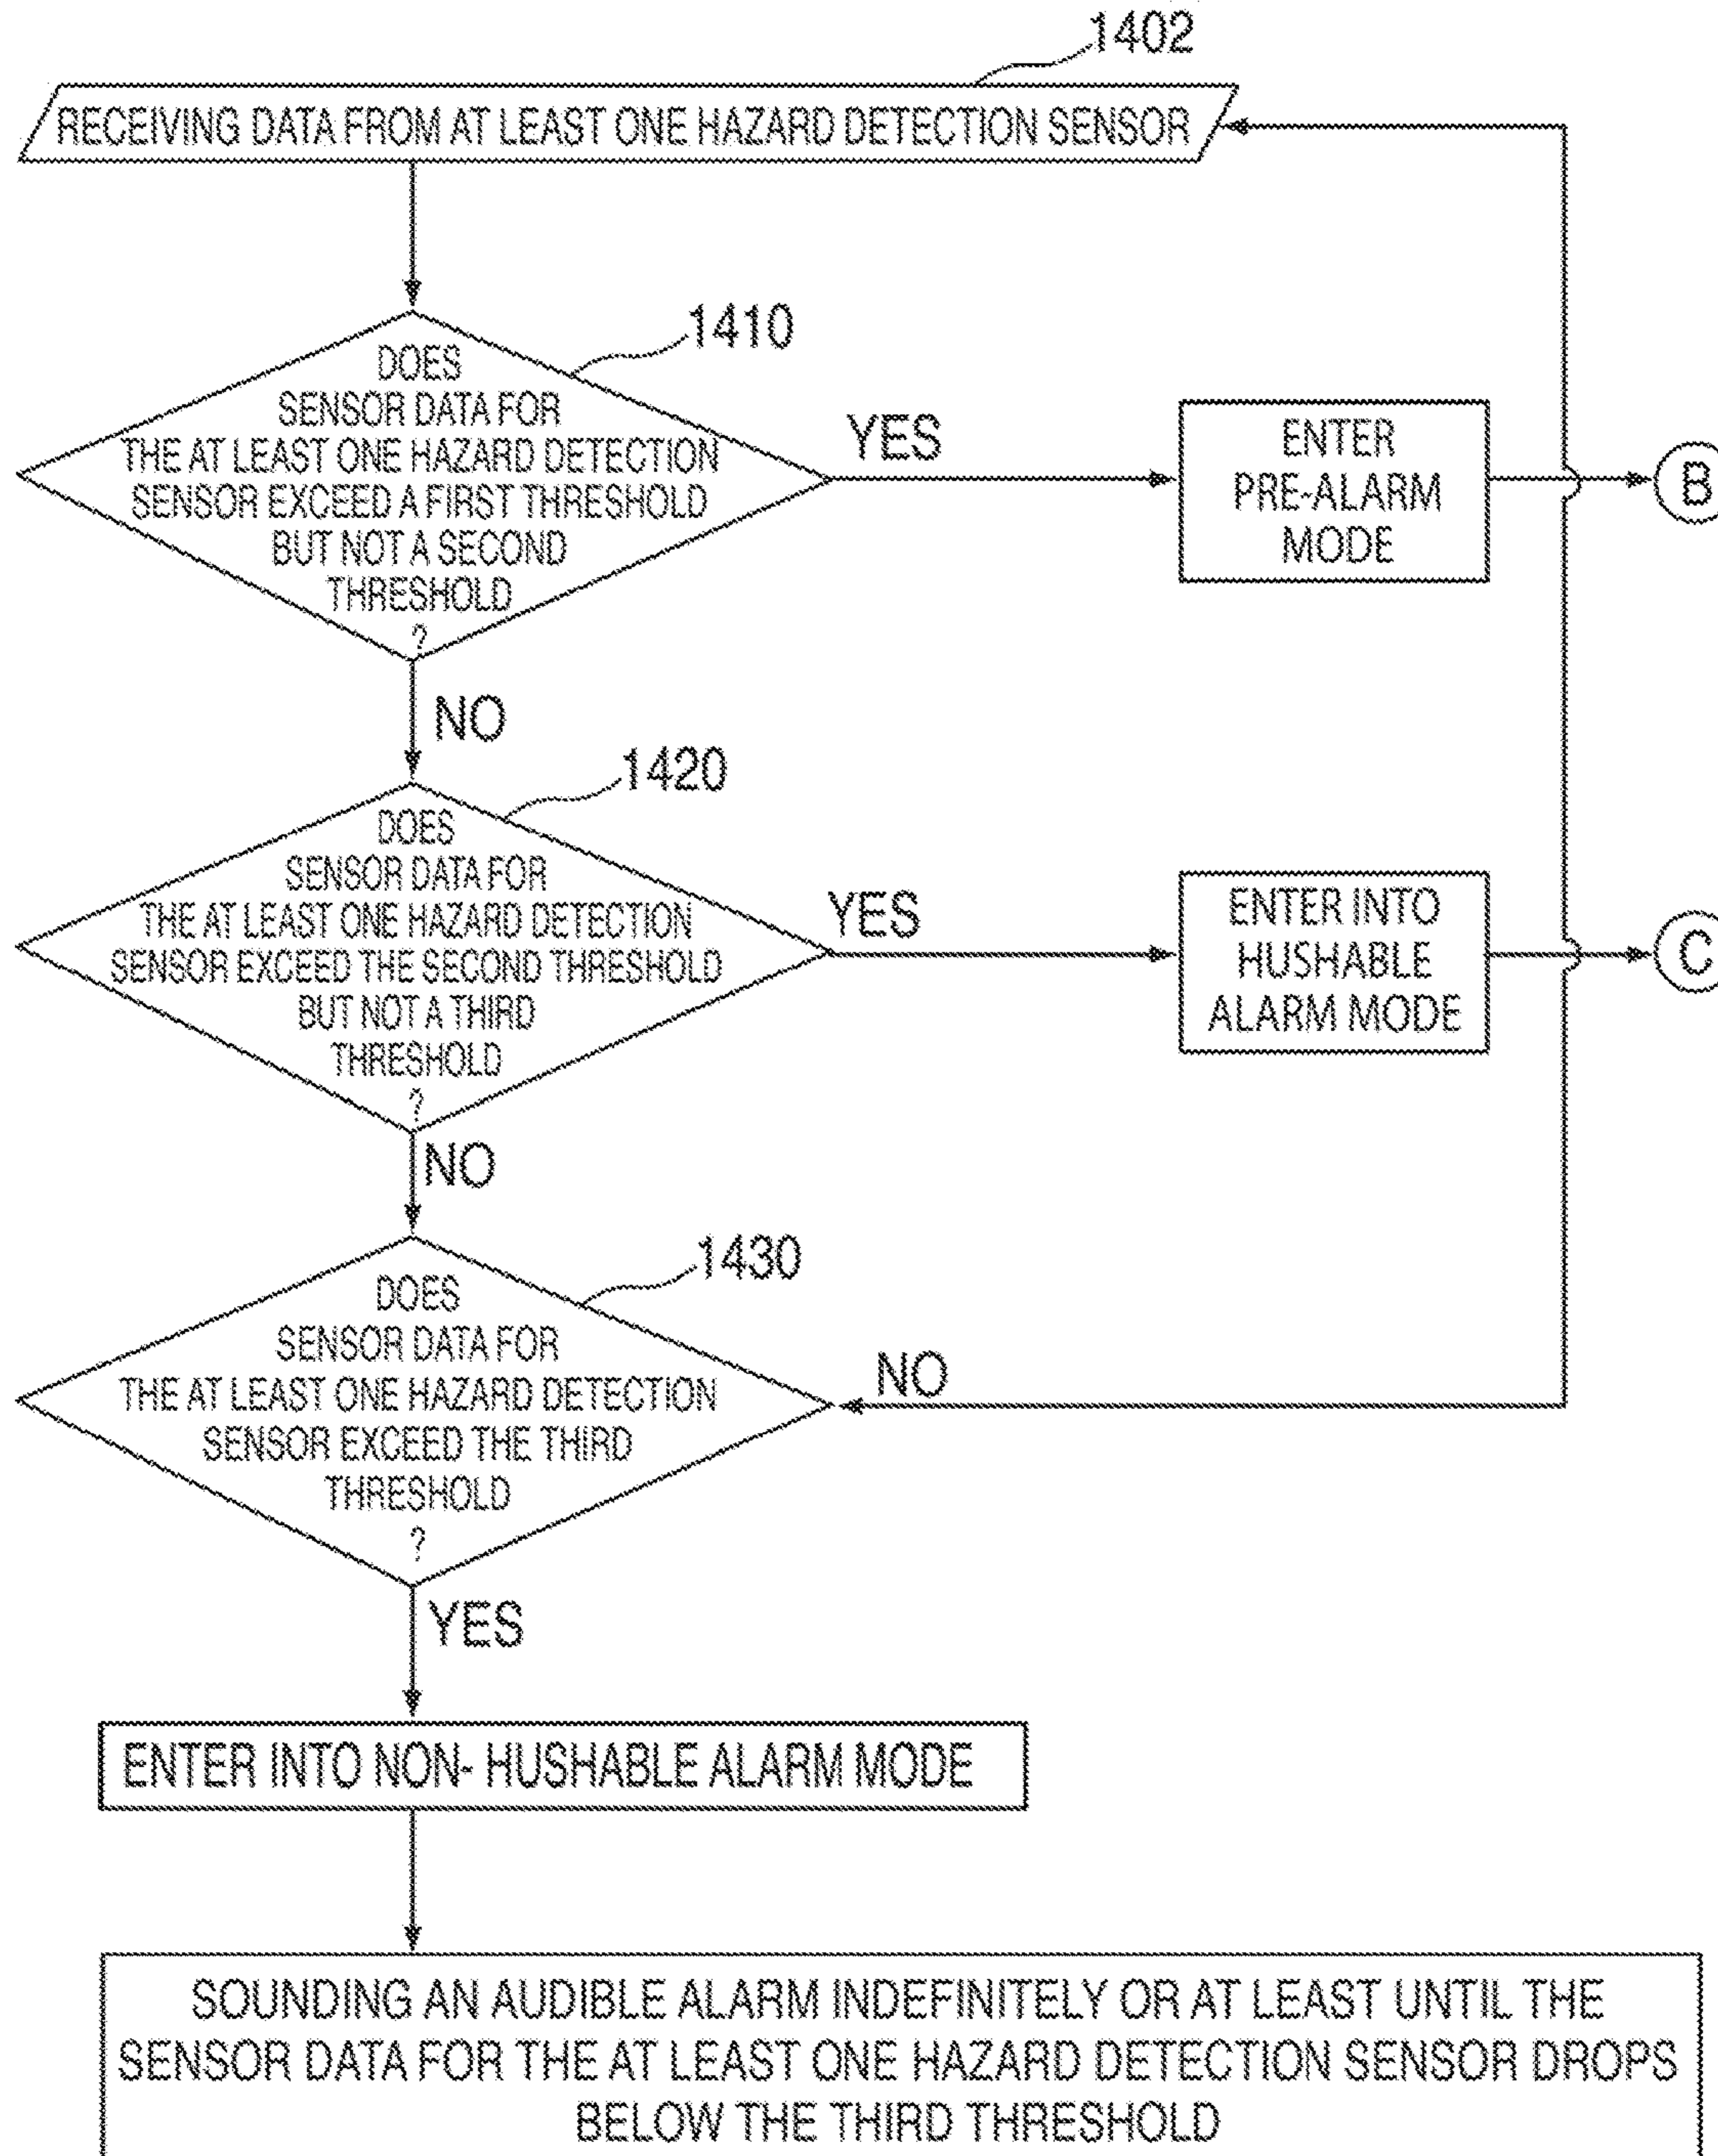 1402
RECEIVING DATA FROM AT LEAST ONE HAZARD DETECTION SENSOR
1410
DOES
SENSOR DATA FOR
THE AT LEAST ONE HAZARD DETECTION
SENSOR EXCEED A FIRST THRESHOLD
BUT NOT A SECOND
THRESHOLD
?
YES
ENTER
PRE-ALARM
MODE
B
NO
1420
DOES
SENSOR DATA FOR
THE AT LEAST ONE HAZARD DETECTION
SENSOR EXCEED THE SECOND THRESHOLD
BUT NOT A THIRD
THRESHOLD
?
YES
ENTER INTO
HUSHABLE
ALARM MODE
C
NO
1430
DOES
SENSOR DATA FOR
THE AT LEAST ONE HAZARD DETECTION
SENSOR EXCEED THE THIRD
THRESHOLD
?
NO
YES
ENTER INTO NON- HUSHABLE ALARM MODE
SOUNDING AN AUDIBLE ALARM INDEFINITELY OR AT LEAST UNTIL THE
SENSOR DATA FOR THE AT LEAST ONE HAZARD DETECTION SENSOR DROPS
BELOW THE THIRD THRESHOLD